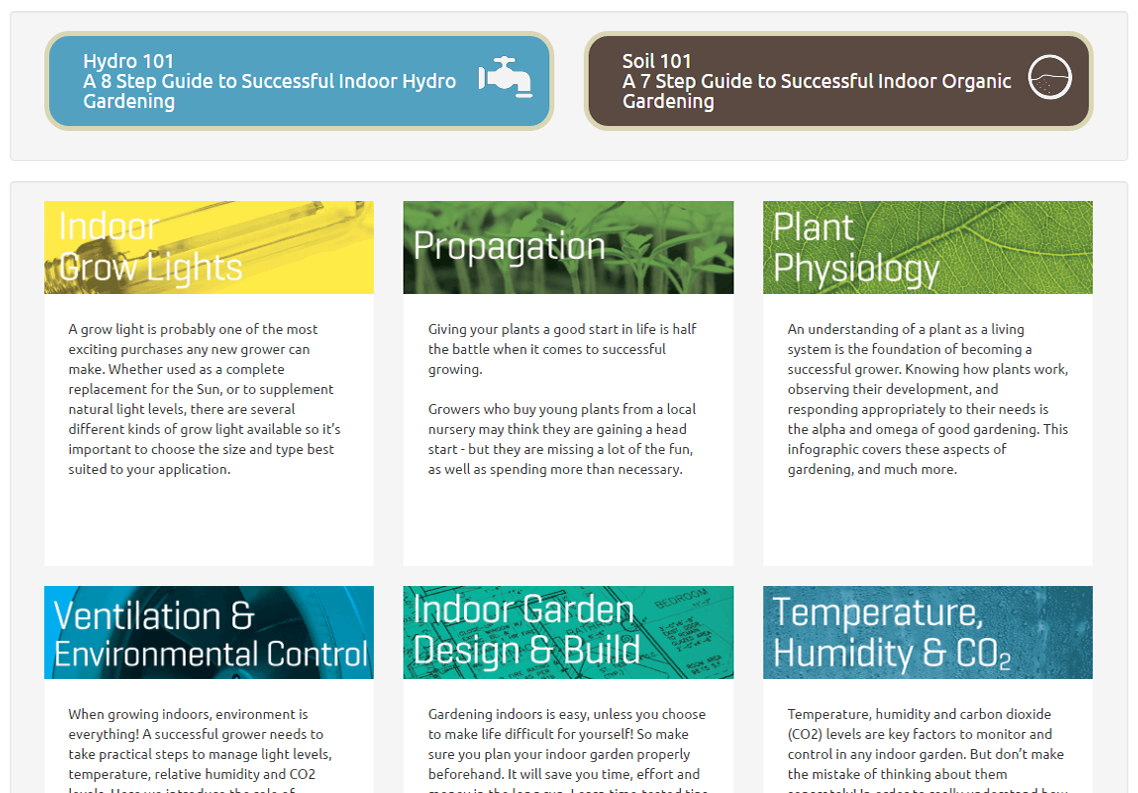 Hydro 101
A 8 Step Guide to Successful Indoor Hydro
Gardening
Soil 101
A 7 Step Guide to Successful Indoor Organic
Gardening
Indoor
Grow Lights
A grow light is probably one of the most
exciting purchases any new grower can
make. Whether used as a complete
replacement for the Sun, or to supplement
natural light levels, there are several
different kinds of grow light available so it's
important to choose the size and type best
suited to your application.
Propagation
Giving your plants a good start in life is half
the battle when it comes to successful
growing.
Growers who buy young plants from a local
nursery may think they are gaining a head
start - but they are missing a lot of the fun,
as well as spending more than necessary.
Plant
Physiology
An understanding of a plant as a living
system is the foundation of becoming a
successful grower. Knowing how plants work,
observing their development, and
responding appropriately to their needs is
the alpha and omega of good gardening. This
infographic covers these aspects of
gardening, and much more.
Ventilation &
Environmental Control
When growing indoors, environment is
everything! A successful grower needs to
take practical steps to manage light levels,
temperature, relative humidity and CO2
Indoor Garden
Design & Build
BEDROOM
Gardening indoors is easy, unless you choose
to make life difficult for yourself! So make
sure you plan your indoor garden properly
beforehand. It will save you time, effort and
Temperature,
Humidity & CO₂
Temperature, humidity and carbon dioxide
(CO2) levels are key factors to monitor and
control in any indoor garden. But don't make
the mistake of thinking about them